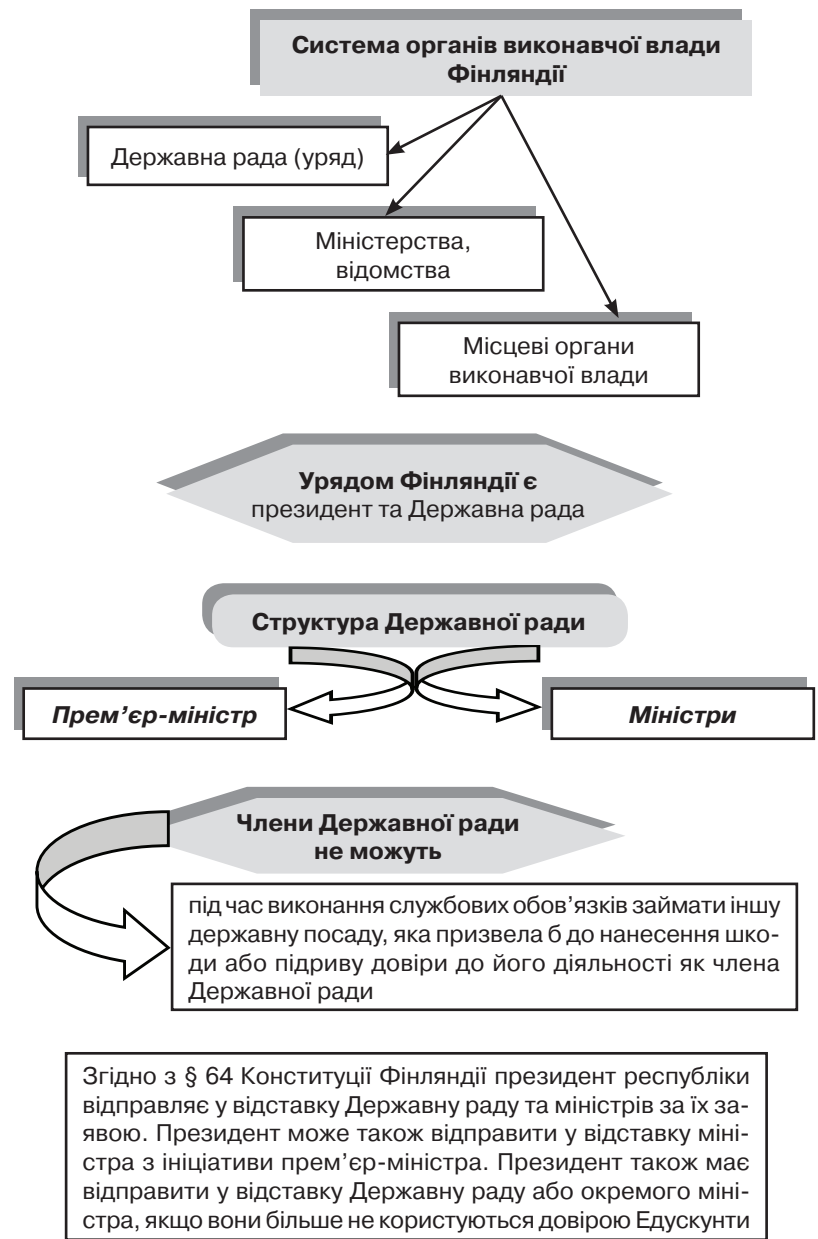 Система органів виконавчої влади
Фінляндії
Державна рада (уряд)
Міністерства,
відомства
Місцеві органи
виконавчої влади
Урядом Фінляндії є
президент та Державна рада
Структура Державної ради
Прем’єр-міністр
Міністри
Члени Державної ради
не можуть
під час виконання службових обов’язків займати іншу
державну посаду, яка призвела б до нанесення шко-
ди або підриву довіри до його діяльності як члена
Державної ради
Згідно з § 64 Конституції Фінляндії президент республіки
відправляє у відставку Державну раду та міністрів за їх за-
явою. Президент може також відправити у відставку міні-
стра з ініціативи прем’єр-міністра. Президент також має
відправити у відставку Державну раду або окремого міні-
стра, якщо вони більше не користуються довірою Едускунти